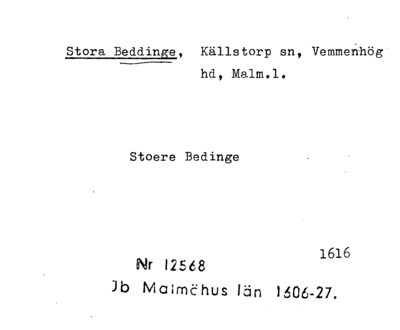 Stora Beddinge, Källstorp sn, Vemmenhög
hd, Malm.l.
Stoere Bedinge
1616
Nr 12568
Jb Malmöhus län 1606-27.